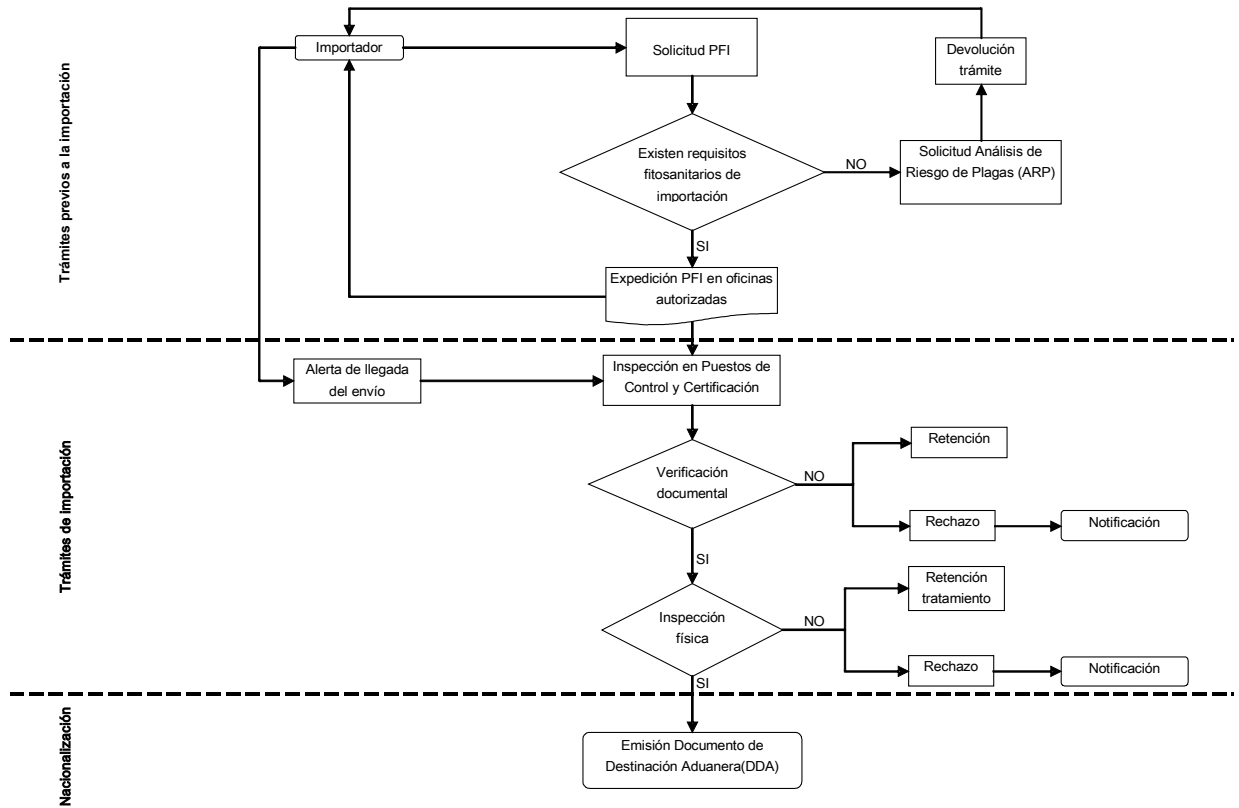 Trámites previos a la importación
Importador
Solicitud PFI
Devolución
trámite
Existen requisitos
fitosanitarios de
importación
NO
Solicitud Análisis de
Riesgo de Plagas (ARP)
SI
Expedición PFI en oficinas
autorizadas
Trámites de importación
Alerta de llegada
del envío
Inspección en Puestos de
Control y Certificación
Verificación
documental
NO
Retención
Rechazo
Notificación
SI
Inspección
física
NO
Retención
tratamiento
Rechazo
Notificación
SI
Nacionalización
Emisión Documento de
Destinación Aduanera(DDA)